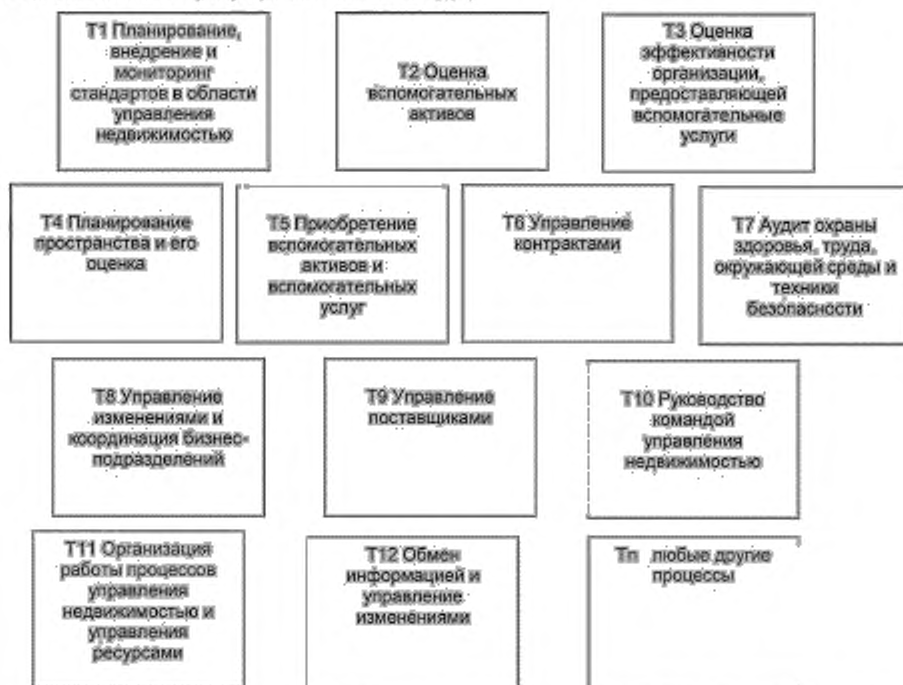 Т1 Планирование,
внедрение и
мониторинг
стандартов в области
управления
недвижимостью
Т2 Оценка
вспомогательных
активов
Т3 Оценка
эффективности
организации,
предоставляющей
вспомогательные
услуги
Т4 Планирование
пространства и его
оценка
Т5 Приобретение
вспомогательных
активов и
вспомогательных
услуг
Т6 Управление
контрактами
Т7 Аудит охраны
здоровья, труда,
окружающей среды и
техники
безопасности
Т8 Управление
изменениями и
координация бизнес-
подразделений
Т9 Управление
поставщиками
Т10 Руководство
командой
управления
недвижимостью
Т11 Организация
работы процессов
управления
недвижимостью и
управления
ресурсами
Т12 Обмен
информацией и
управление
изменениями
Тп любые другие
процессы